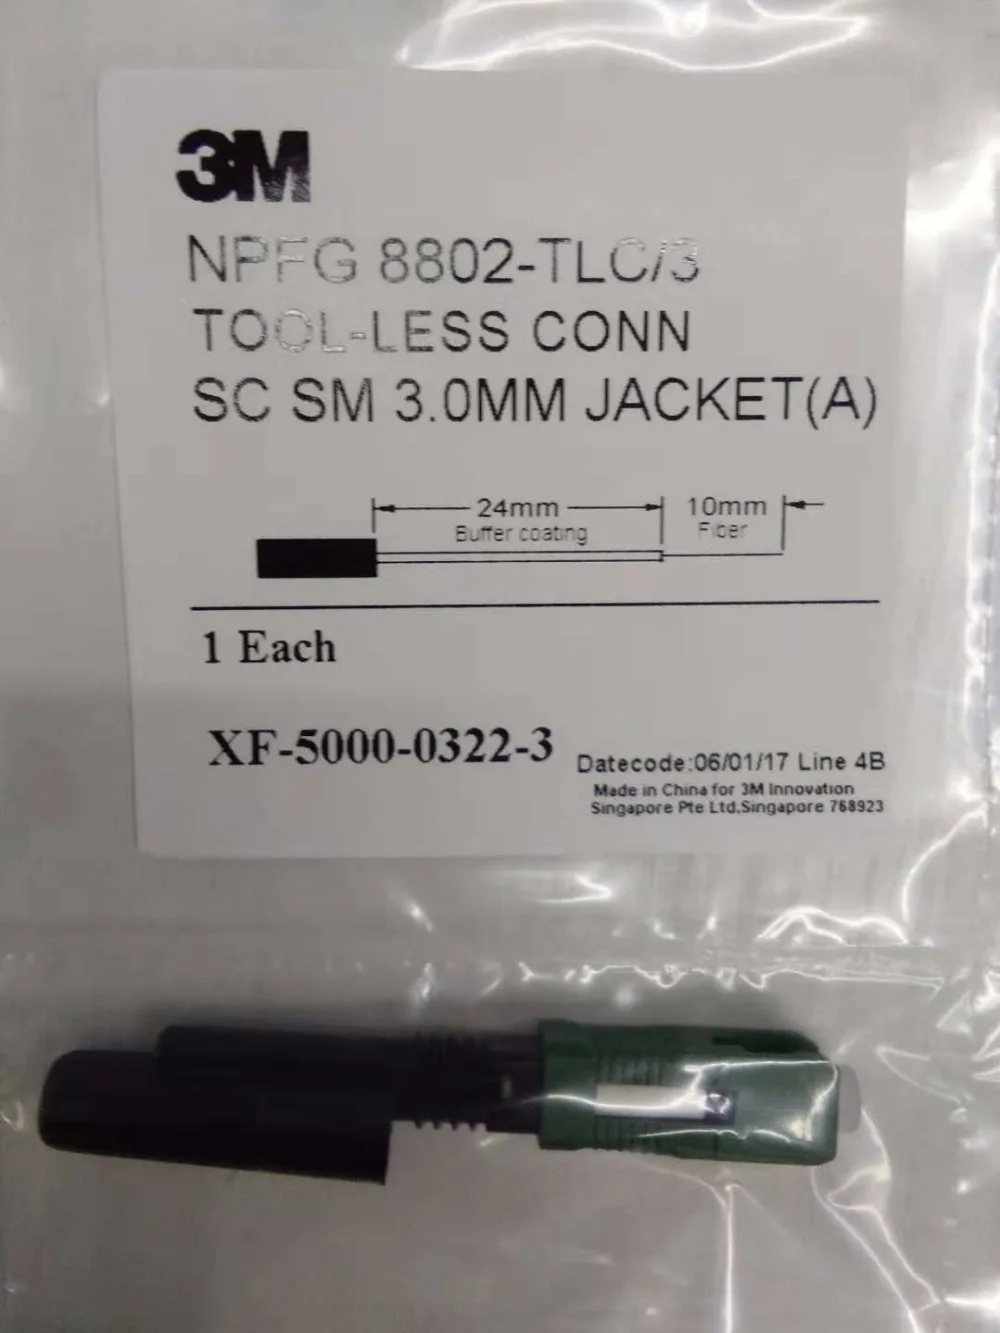 3M
NPFG 8802-TLC/3
TOOL-LESS CONN
SC SM 3.0MM JACKET(A)
24mm
10mm
Buffer coating
Fiber
1 Each
XF-5000-0322-3
Datecode:06/01/17 Line 4B
Made in China for 3M Innovation
Singapore Pte Ltd,Singapore 768923